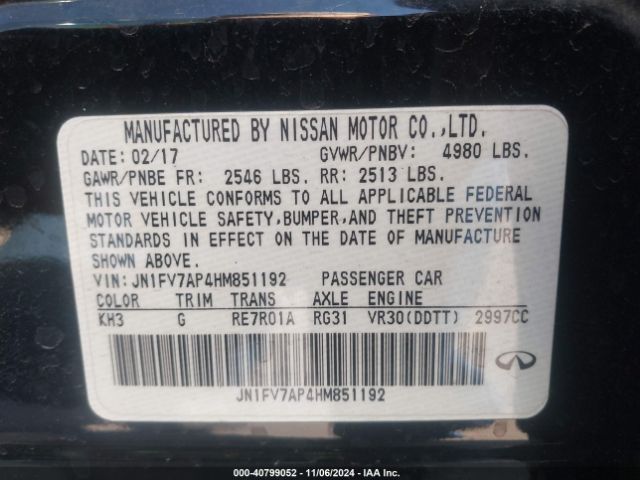 MANUFACTURED BY NISSAN MOTOR CO.,LTD.
DATE: 02/17 GVWR/PNBV: 4980 LBS.
GAWR/PNBE FR: 2546 LBS. RR: 2513 LBS.
THIS VEHICLE CONFORMS TO ALL APPLICABLE FEDERAL
MOTOR VEHICLE SAFETY,BUMPER,AND THEFT PREVENTION
STANDARDS IN EFFECT ON THE DATE OF MANUFACTURE
SHOWN ABOVE.
VIN: JN1FV7AP4HM851192 PASSENGER CAR
COLOR TRIM TRANS AXLE ENGINE
KH3 G RE7R01A RG31 VR30(DDTT) 2997CC
JN1FV7AP4HM851192
000-40799052 - 11/06/2024 - IAA Inc.